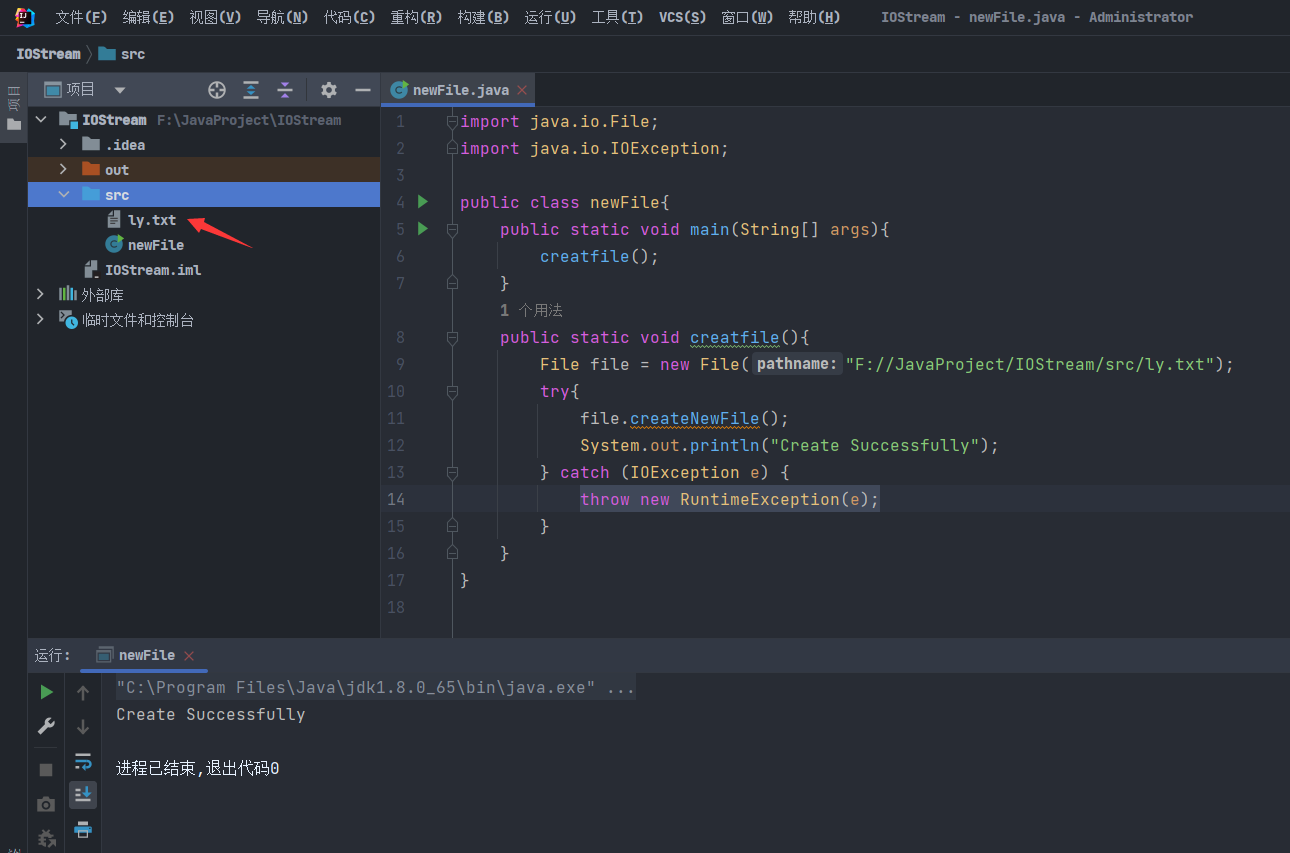 文件(F) 编辑(E) 视图(V) 导航(N) 代码(C) 重构(R) 构建(B) 运行(U) 工具(T) VCS(S) 窗口(W) 帮助(H) IOStream - newFile.java - Administrator
IOStream src
项目
项目
newFile.java
IOStream F:\JavaProject\IOStream
.idea
out
src
ly.txt
newFile
IOStream.iml
外部库
临时文件和控制台
1 import java.io.File;
2 import java.io.IOException;
3
4 public class newFile{
5 public static void main(String[] args){
6 creatfile();
7 }
1 个用法
8 public static void creatfile(){
9 File file = new File( pathname: "F://JavaProject/IOStream/src/ly.txt");
10 try{
11 file.createNewFile();
12 System.out.println("Create Successfully");
13 } catch (IOException e) {
14 throw new RuntimeException(e);
15 }
16 }
17 }
18
运行: newFile
"C:\Program Files\Java\jdk1.8.0_65\bin\java.exe" ...
Create Successfully
进程已结束,退出代码0